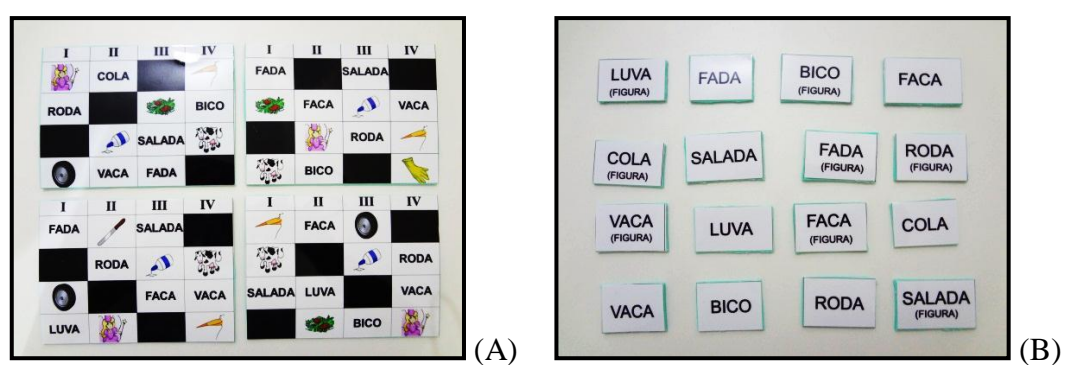 I II III IV
COLA
RODA BICO
SALADA
VACA FADA
I II III IV
FADA SALADA
FACA VACA
RODA
BICO
I II III IV
FADA SALADA
RODA
FACA VACA
LUVA
I II III IV
FACA
RODA
SALADA LUVA VACA
BICO
(A)
LUVA
(FIGURA)
FADA
BICO
(FIGURA)
FACA
COLA
(FIGURA)
SALADA
FADA
(FIGURA)
RODA
(FIGURA)
VACA
(FIGURA)
LUVA
FACA
(FIGURA)
COLA
VACA
BICO
RODA
SALADA
(FIGURA)
(B)